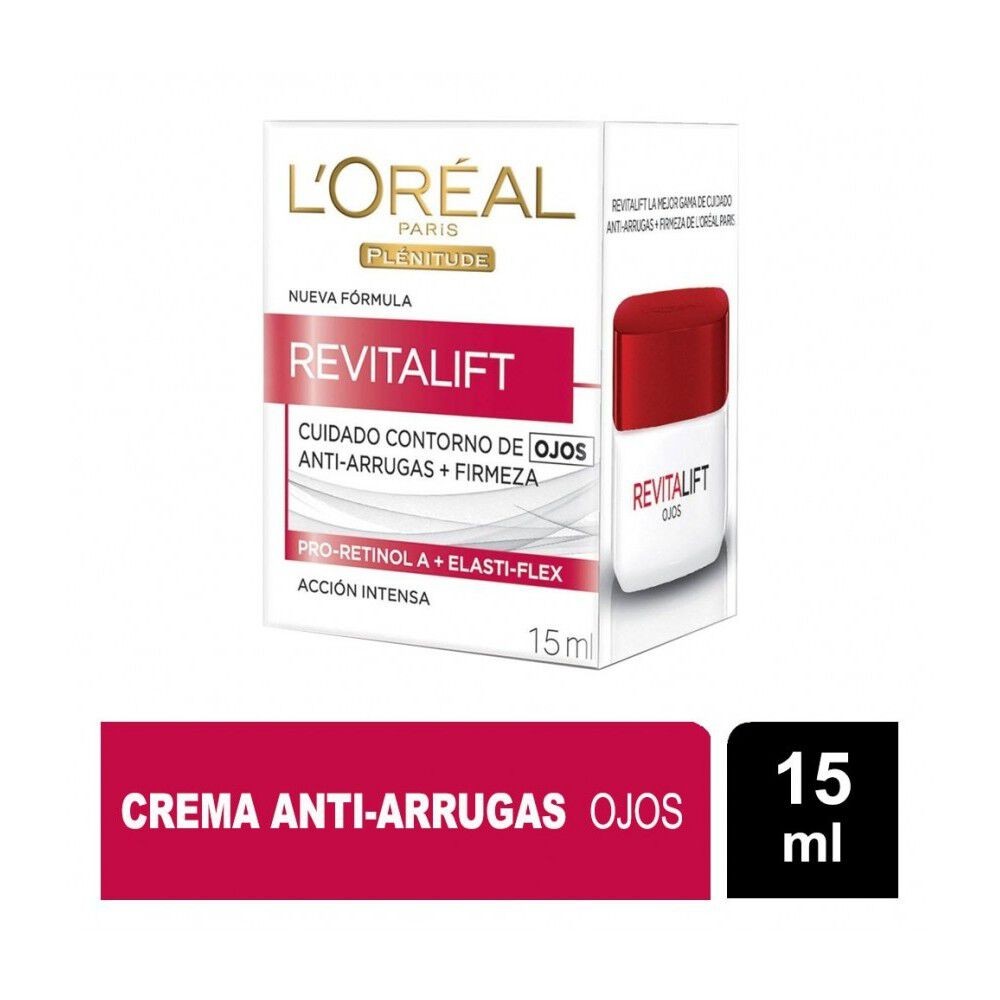 L'ORÉAL
PARIS
PLÉNITUDE
NUEVA FÓRMULA
REVITALIFT
CUIDADO CONTORNO DE OJOS
ANTI-ARRUGAS + FIRMEZA
PRO-RETINOL A + ELASTI-FLEX
ACCIÓN INTENSA
15 ml
REVITALIFT LA MEJOR GAMA DE CUIDADO
ANTI-ARRUGAS + FIRMEZA DE L'ORÉAL PARIS
REVITALIFT
OJOS
CREMA ANTI-ARRUGAS OJOS
15
ml